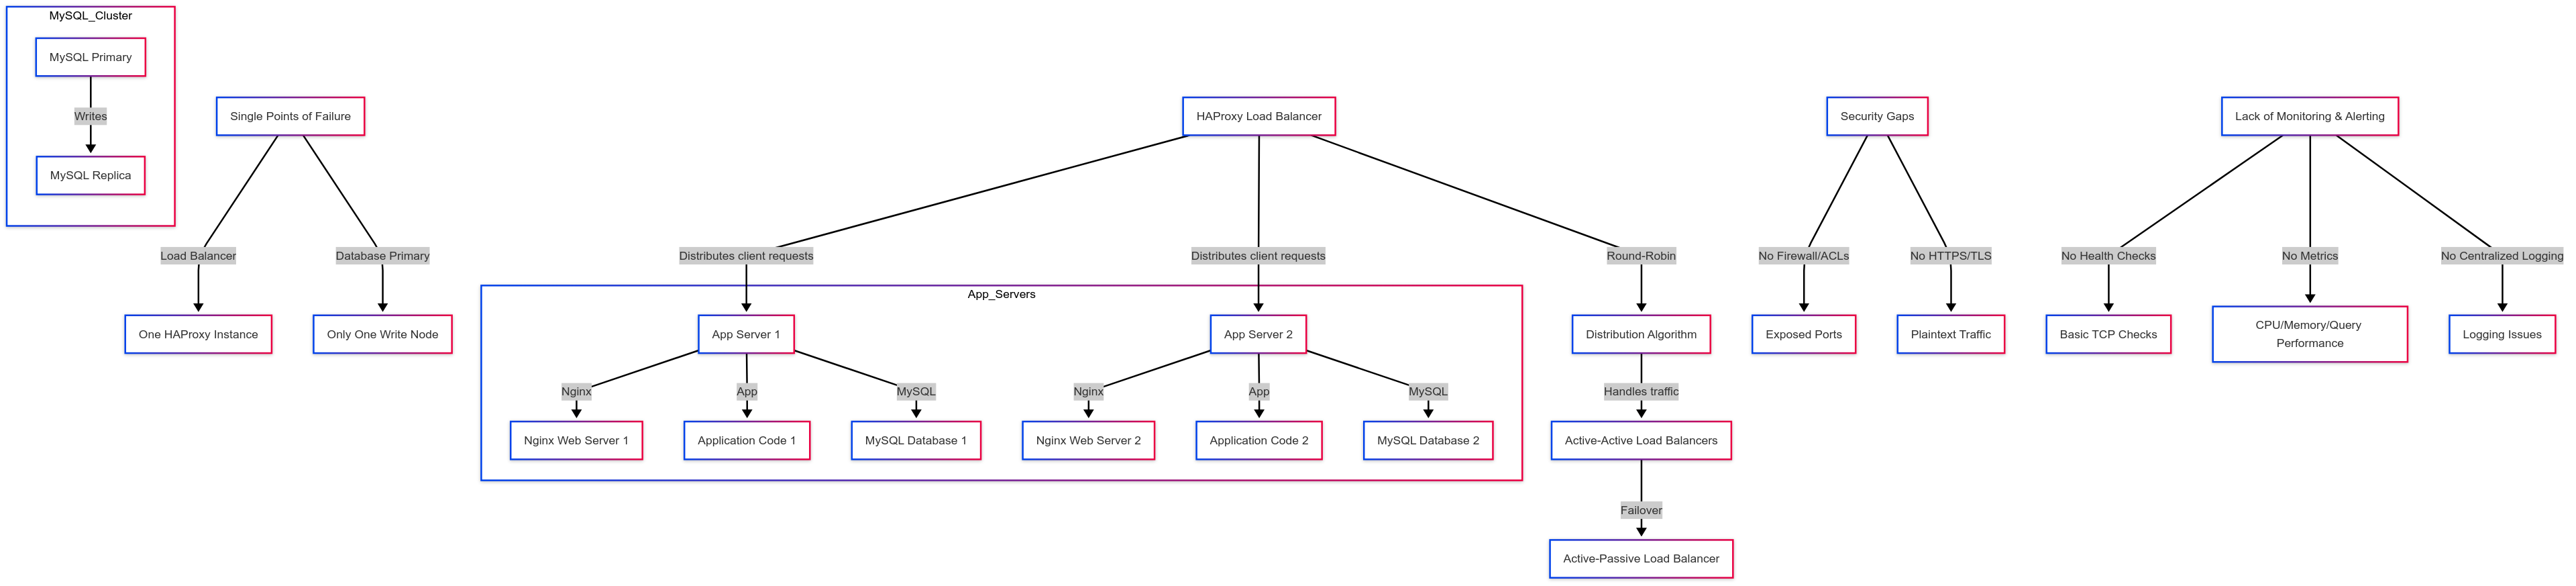 MySQL_Cluster
MySQL Primary
Writes
MySQL Replica
Single Points of Failure
Load Balancer
Database Primary
One HAProxy Instance
Only One Write Node
HAProxy Load Balancer
Distributes client requests
Distributes client requests
Round-Robin
App_Servers
App Server 1
App Server 2
Nginx
App
MySQL
Nginx
App
MySQL
Nginx Web Server 1
Application Code 1
MySQL Database 1
Nginx Web Server 2
Application Code 2
MySQL Database 2
Distribution Algorithm
Handles traffic
Active-Active Load Balancers
Failover
Active-Passive Load Balancer
Security Gaps
No Firewall/ACLs
No HTTPS/TLS
Exposed Ports
Plaintext Traffic
Lack of Monitoring & Alerting
No Health Checks
No Metrics
No Centralized Logging
Basic TCP Checks
CPU/Memory/Query
Performance
Logging Issues